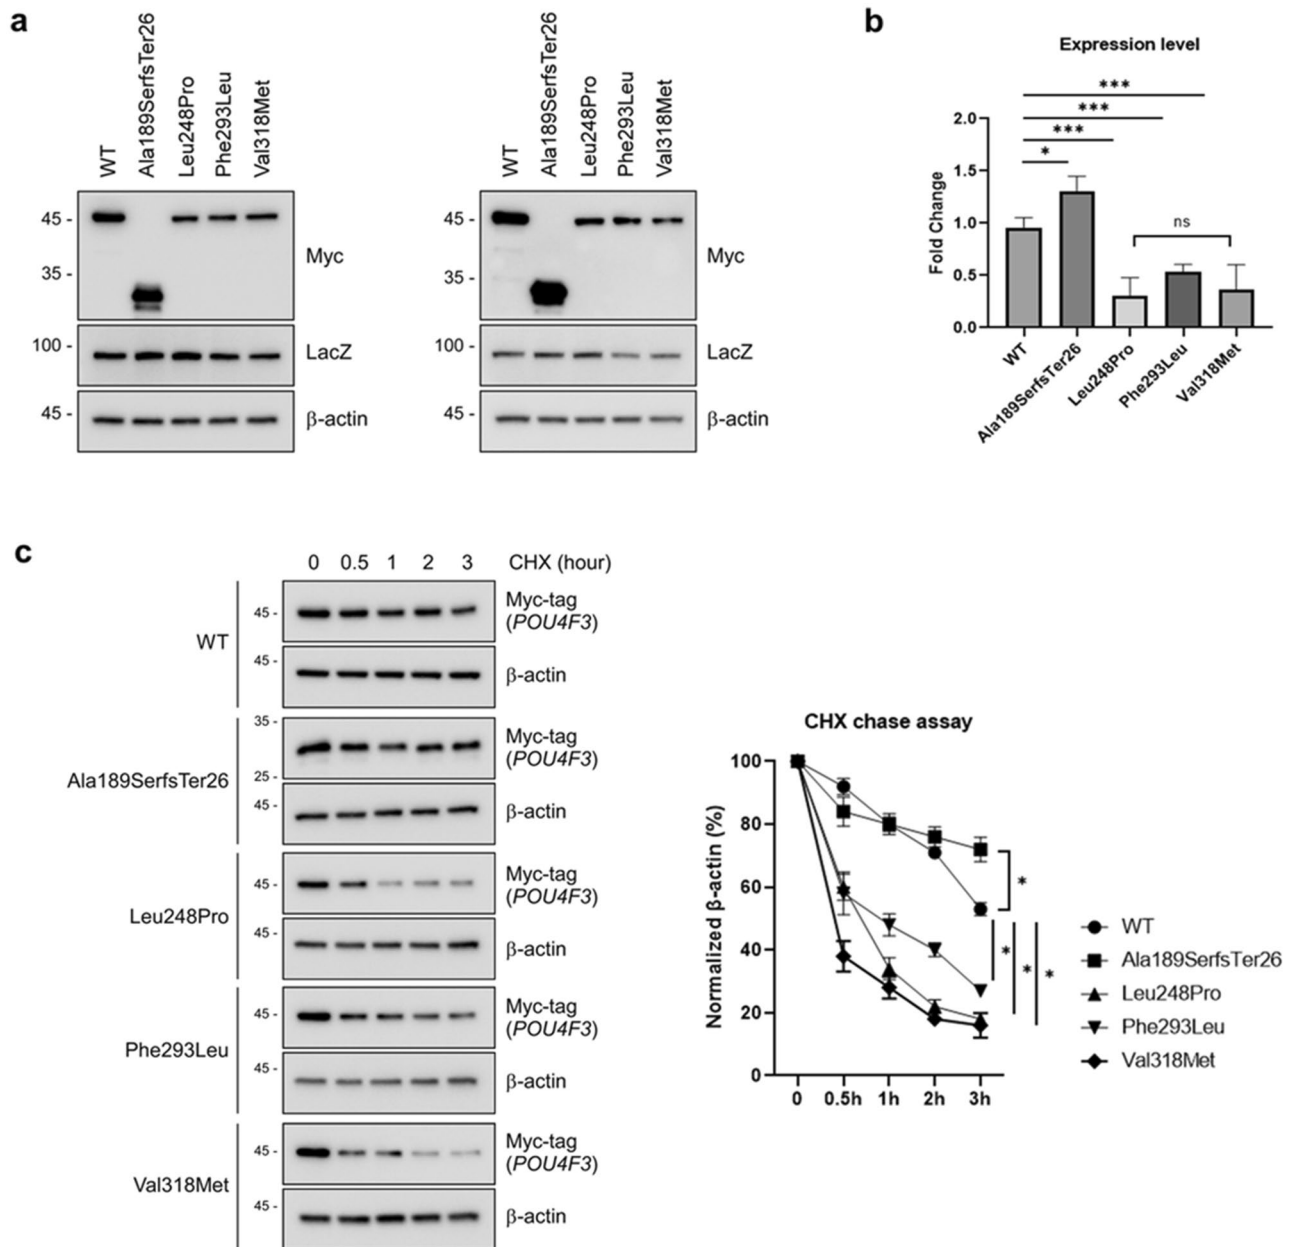 a
WT
Ala189SerfsTer26
Leu248Pro
Phe293Leu
Val318Met
45 -
35 -
Myc
100 -
LacZ
45 -
β-actin
WT
Ala189SerfsTer26
Leu248Pro
Phe293Leu
Val318Met
45 -
35 -
Myc
100 -
LacZ
45 -
β-actin
b
Expression level
***
***
***
*
ns
Fold Change
2.0
1.5
1.0
0.5
0.0
WT
Ala189SerfsTer26
Leu248Pro
Phe293Leu
Val318Met
c
0 0.5 1 2 3 CHX (hour)
WT
45 -
Myc-tag
(POU4F3)
45 -
β-actin
Ala189SerfsTer26
35 -
25 -
Myc-tag
(POU4F3)
45 -
β-actin
Leu248Pro
45 -
Myc-tag
(POU4F3)
45 -
β-actin
Phe293Leu
45 -
Myc-tag
(POU4F3)
45 -
β-actin
Val318Met
45 -
Myc-tag
(POU4F3)
45 -
β-actin
CHX chase assay
Normalized β-actin (%)
100
80
60
40
20
0
0 0.5h 1h 2h 3h
*
*
*
*
WT
Ala189SerfsTer26
Leu248Pro
Phe293Leu
Val318Met